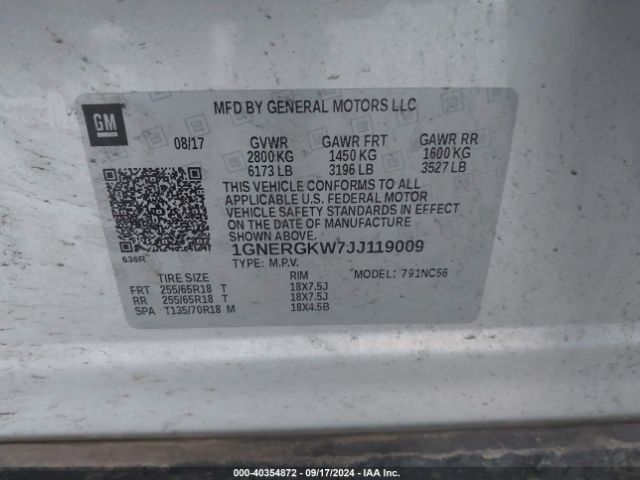 MFD BY GENERAL MOTORS LLC
GM
08/17 GVWR GAWR FRT GAWR RR
2800 KG 1450 KG 1600 KG
6173 LB 3196 LB 3527 LB
THIS VEHICLE CONFORMS TO ALL
APPLICABLE U.S. FEDERAL MOTOR
VEHICLE SAFETY STANDARDS IN EFFECT
ON THE DATE OF MANUFACTURE
SHOWN ABOVE.
1GNERGKW7JJ119009
636R
TYPE: M.P.V. MODEL: 791NC56
TIRE SIZE RIM
FRT 255/65R18 T 18X7.5J
RR 255/65R18 T 18X7.5J
SPA T135/70R18 M 18X4.5B
000-40354872 — 09/17/2024 — IAA Inc.